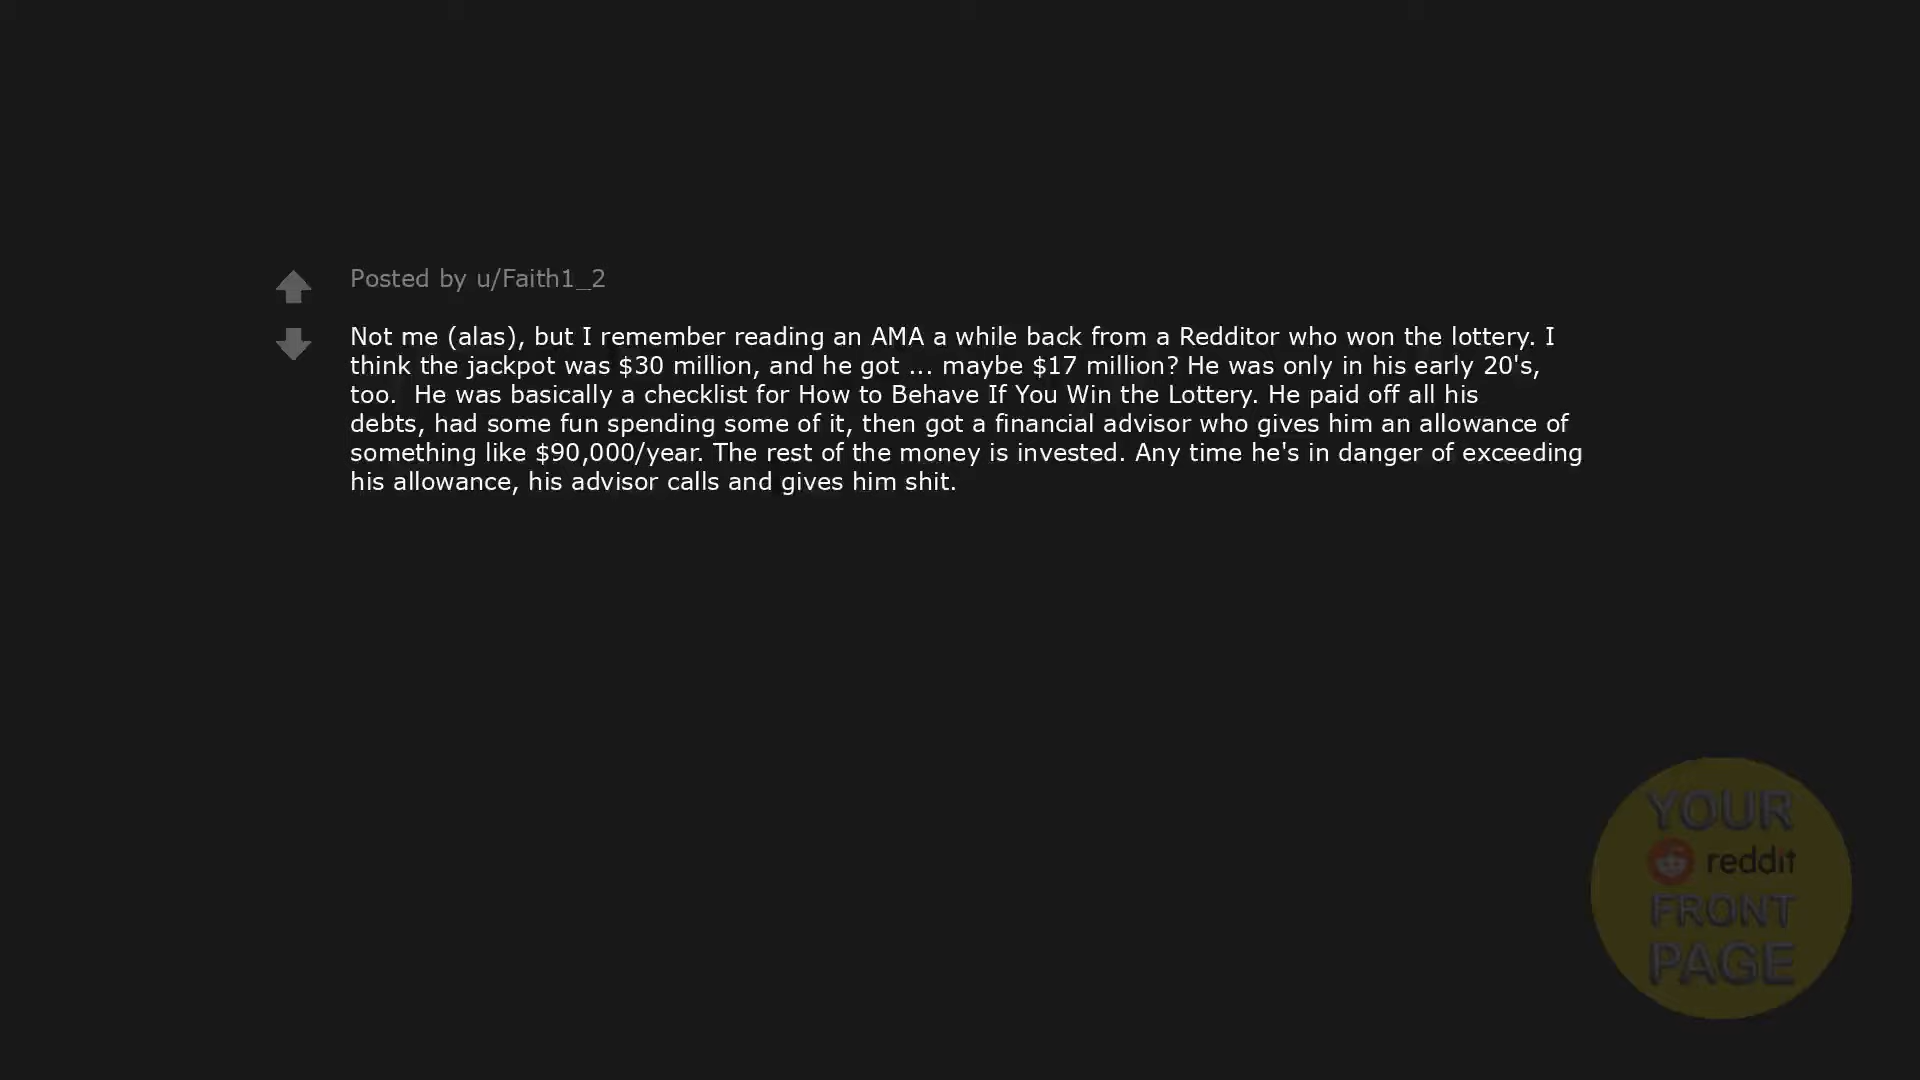 Posted by u/Faith1_2
Not me (alas), but I remember reading an AMA a while back from a Redditor who won the lottery. I
think the jackpot was $30 million, and he got ... maybe $17 million? He was only in his early 20's,
too.  He was basically a checklist for How to Behave If You Win the Lottery. He paid off all his
debts, had some fun spending some of it, then got a financial advisor who gives him an allowance of
something like $90,000/year. The rest of the money is invested. Any time he's in danger of exceeding
his allowance, his advisor calls and gives him shit.
YOUR
reddit
FRONT
PAGE